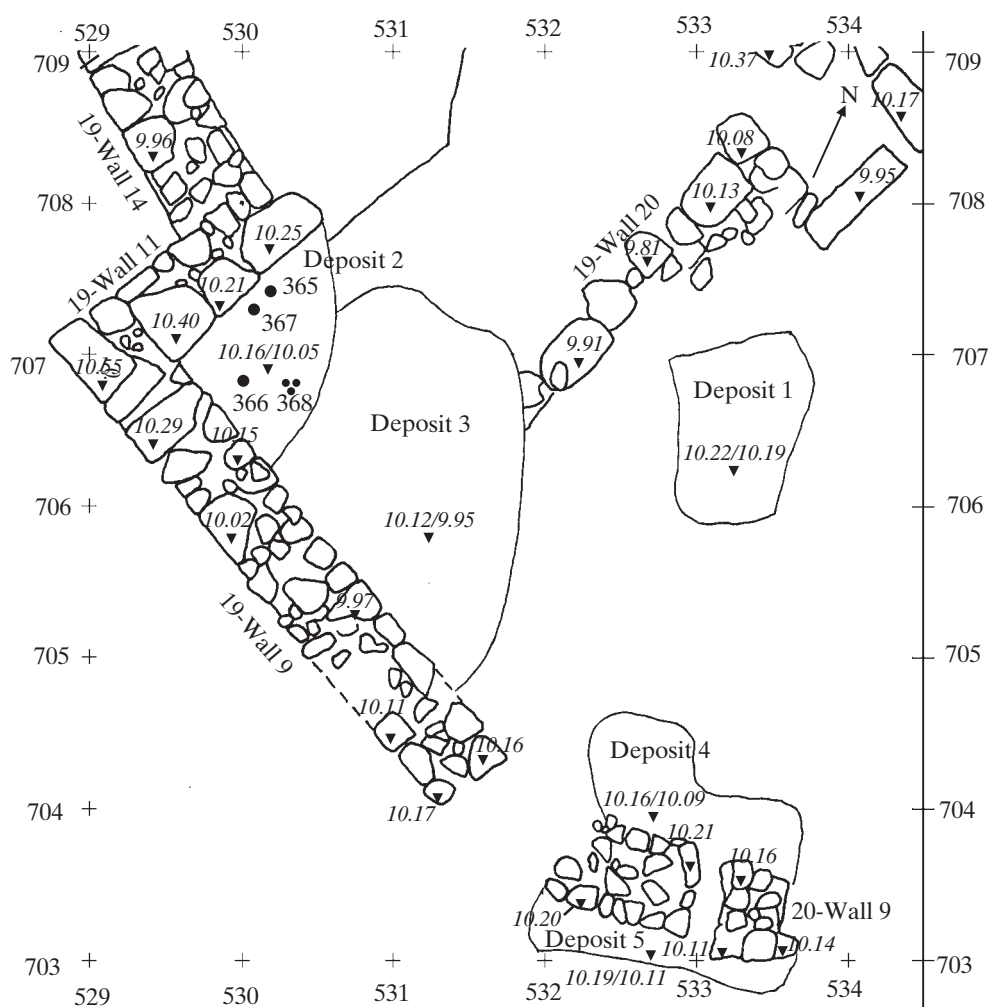 529 530 531 532 533 534
709 10.37 709
N 10.17
10.08
9.96
19-Wall 14
10.13 9.95
708 708
19-Wall 20
10.25
Deposit 2 9.81
19-Wall 11
10.21 365
367
10.40
9.91
707 10.16/10.05 707
10.55
Deposit 1
366 368
Deposit 3
10.29 10.15
10.22/10.19
706 10.02 10.12/9.95 706
9.97
19-Wall 9
705 705
10.11
Deposit 4
10.16
10.16/10.09
704 10.17 704
10.21
10.16
10.20 20-Wall 9
Deposit 5 10.11 10.14
703 10.19/10.11 703
529 530 531 532 533 534